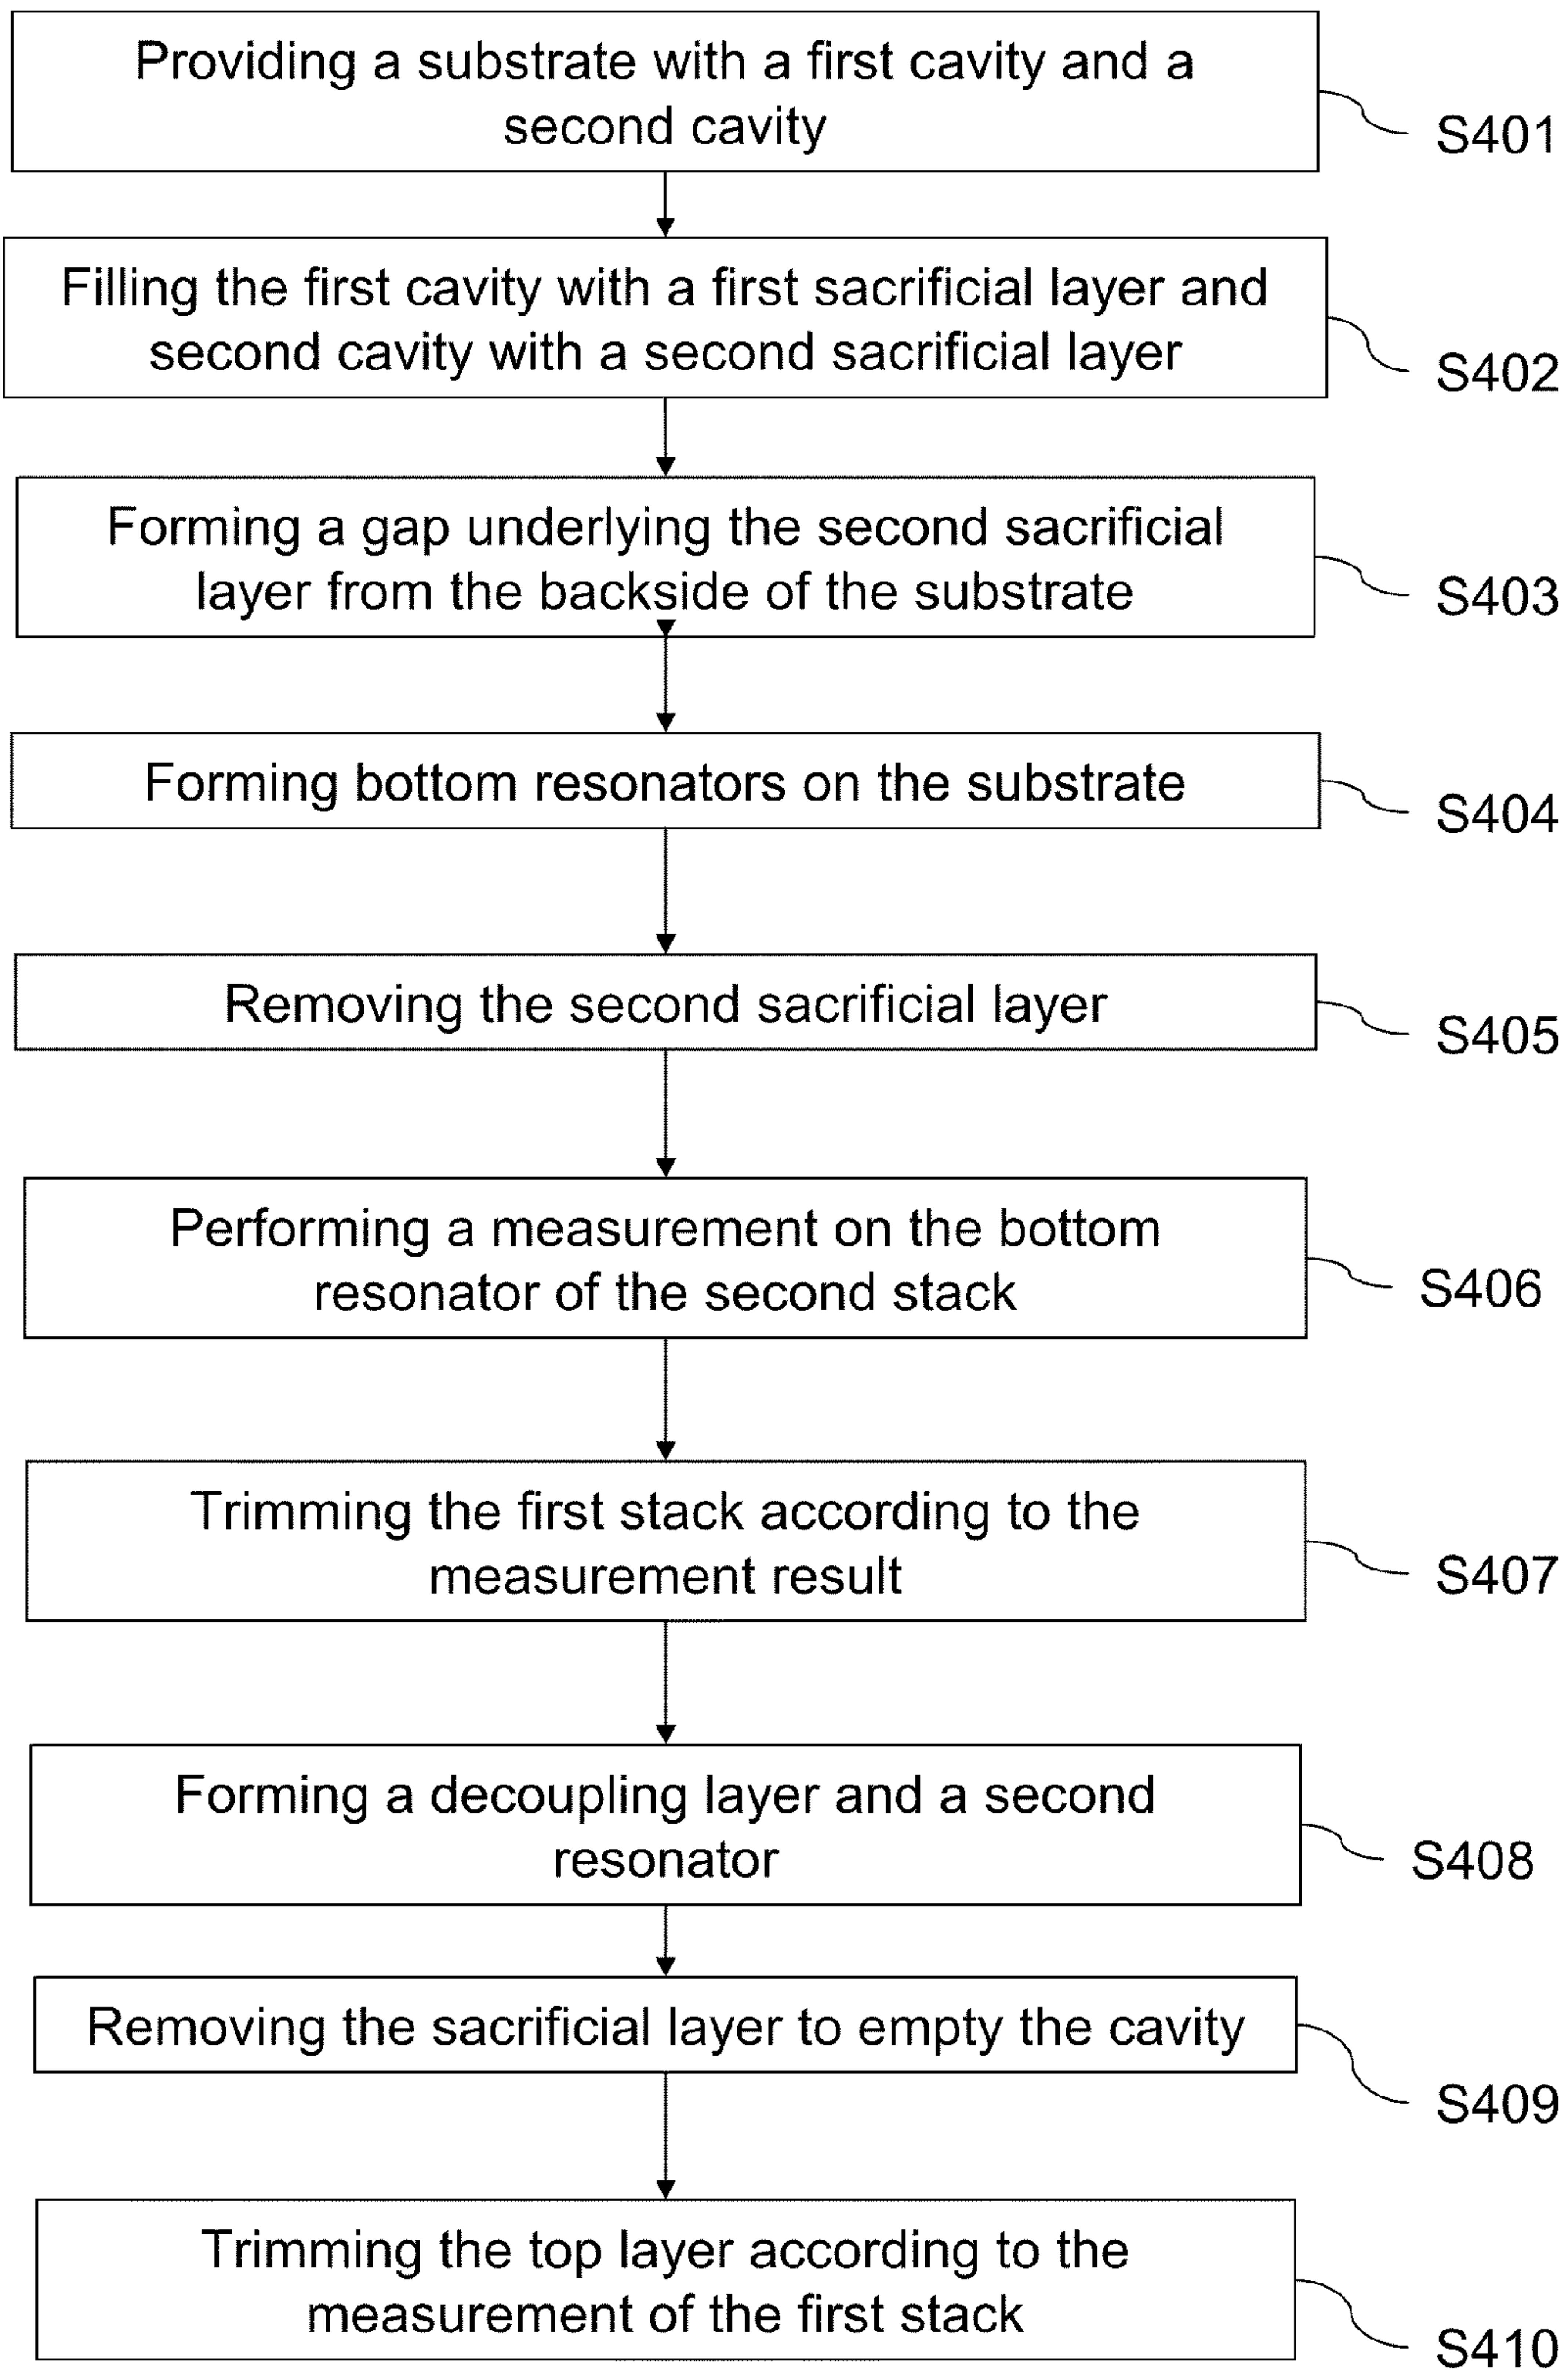 Providing a substrate with a first cavity and a
second cavity
S401
Filling the first cavity with a first sacrificial layer and
second cavity with a second sacrificial layer
S402
Forming a gap underlying the second sacrificial
layer from the backside of the substrate
S403
Forming bottom resonators on the substrate
S404
Removing the second sacrificial layer
S405
Performing a measurement on the bottom
resonator of the second stack
S406
Trimming the first stack according to the
measurement result
S407
Forming a decoupling layer and a second
resonator
S408
Removing the sacrificial layer to empty the cavity
S409
Trimming the top layer according to the
measurement of the first stack
S410